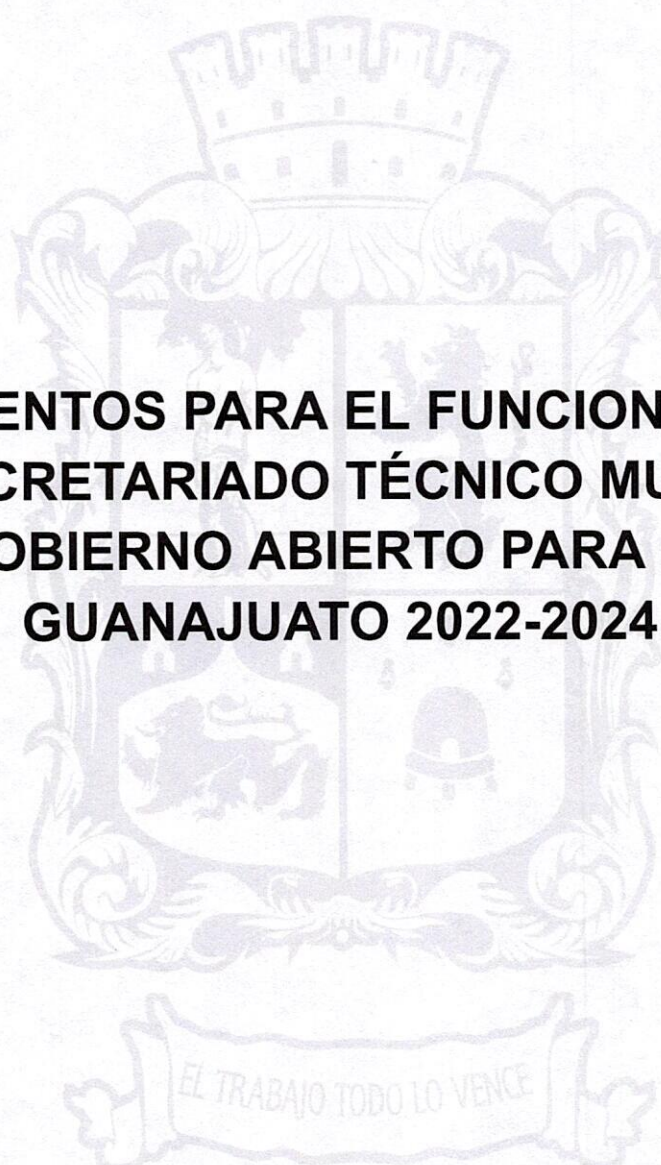 ENTOS PARA EL FUNCION
CRETARIADO TÉCNICO MU
OBIERNO ABIERTO PARA
GUANAJUATO 2022-2024
EL TRABAJO TODO LO VENCE